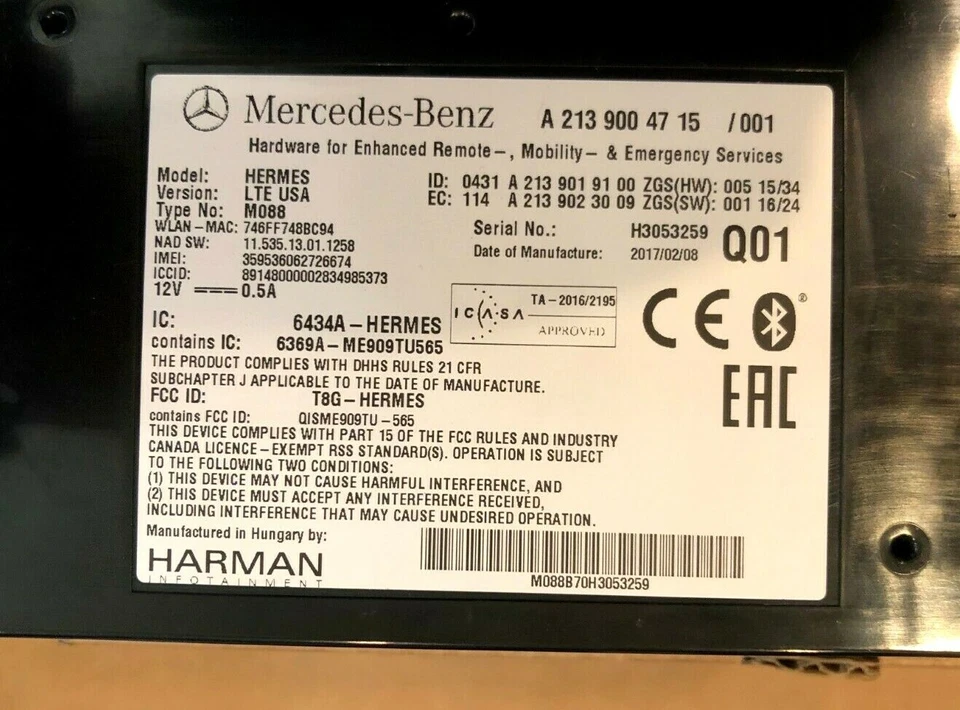 Mercedes-Benz A 213 900 47 15 /001
Hardware for Enhanced Remote-, Mobility- & Emergency Services
Model: HERMES
Version: LTE USA
Type No: M088
WLAN-MAC: 746FF748BC94
NAD SW: 11.535.13.01.1258
IMEI: 359536062726674
ICCID: 89148000002834985373
12V 0.5A
ID: 0431 A 213 901 91 00 ZGS(HW): 005 15/34
EC: 114 A 213 902 30 09 ZGS(SW): 001 16/24
Serial No.: H3053259
Date of Manufacture: 2017/02/08
Q01
ICASA TA-2016/2195
APPROVED
CE ®
EAC
IC: 6434A-HERMES
contains IC: 6369A-ME909TU565
THE PRODUCT COMPLIES WITH DHHS RULES 21 CFR
SUBCHAPTER J APPLICABLE TO THE DATE OF MANUFACTURE.
FCC ID: T8G-HERMES
contains FCC ID: QISME909TU-565
THIS DEVICE COMPLIES WITH PART 15 OF THE FCC RULES AND INDUSTRY
CANADA LICENCE-EXEMPT RSS STANDARD(S). OPERATION IS SUBJECT
TO THE FOLLOWING TWO CONDITIONS:
(1) THIS DEVICE MAY NOT CAUSE HARMFUL INTERFERENCE, AND
(2) THIS DEVICE MUST ACCEPT ANY INTERFERENCE RECEIVED,
INCLUDING INTERFERENCE THAT MAY CAUSE UNDESIRED OPERATION.
Manufactured in Hungary by:
HARMAN
INFOTAINMENT
M088B70H3053259